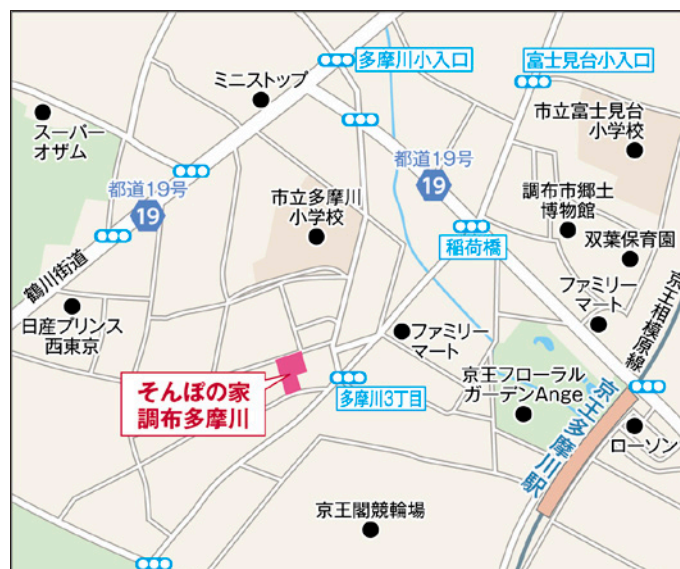 多摩川小入口
富士見台小入口
ミニストップ
スーパー
オザム
市立富士見台
小学校
都道19号
19
都道19号
19
調布市郷土
博物館
市立多摩川
小学校
双葉保育園
稲荷橋
鶴川街道
ファミリー
マート
京王相模原線
日産プリンス
西東京
ファミリー
マート
そんぽの家
調布多摩川
多摩川3丁目
京王フローラル
ガーデンAnge
京王多摩川駅
ローソン
京王閣競輪場